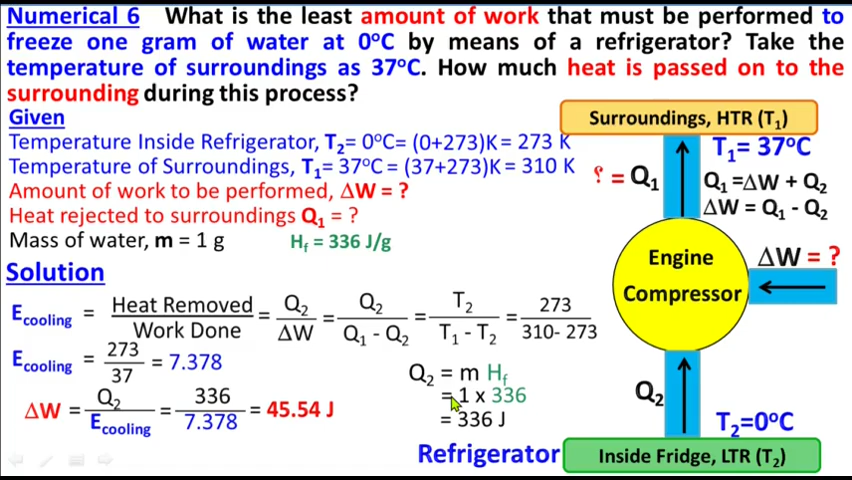 Numerical 6 What is the least amount of work that must be performed to
freeze one gram of water at 0°C by means of a refrigerator? Take the
temperature of surroundings as 37°C. How much heat is passed on to the
surrounding during this process?
Given
Temperature Inside Refrigerator, T₂= 0°C= (0+273)K = 273 K
Temperature of Surroundings, T₁= 37°C = (37+273)K = 310 K
Amount of work to be performed, ΔW = ?
Heat rejected to surroundings Q₁ = ?
Mass of water, m = 1 g H_f = 336 J/g
Solution
E_cooling = Heat Removed / Work Done = Q₂ / ΔW = Q₂ / Q₁ - Q₂ = T₂ / T₁ - T₂ = 273 / 310- 273
E_cooling = 273 / 37 = 7.378
ΔW = Q₂ / E_cooling = 336 / 7.378 = 45.54 J
Q₂ = m H_f
= 1 x 336
= 336 J
Refrigerator
Surroundings, HTR (T₁)
T₁= 37°C
؟ = Q₁
Q₁ =ΔW + Q₂
ΔW = Q₁ - Q₂
Engine
Compressor
ΔW = ?
Q₂
T₂=0°C
Inside Fridge, LTR (T₂)